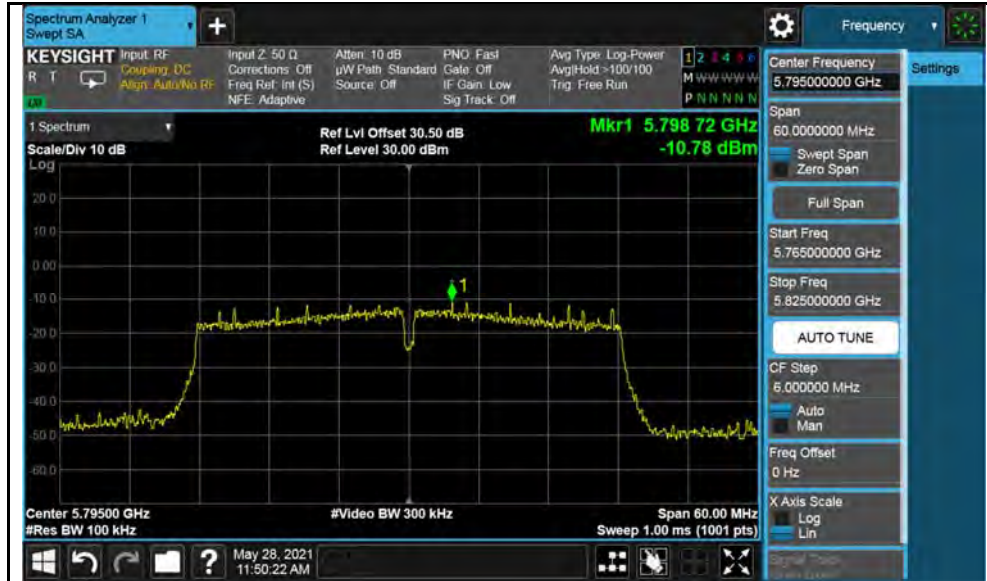 Spectrum Analyzer 1
Swept SA
Frequency
KEYSIGHT
R T
LXI
Input: RF
Coupling: DC
Align: Auto/No RF
Input Z: 50 Ω
Corrections: Off
Freq Ref: Int (S)
NFE: Adaptive
Atten: 10 dB
µW Path: Standard
Source: Off
PNO: Fast
Gate: Off
IF Gain: Low
Sig Track: Off
Avg Type: Log-Power
Avg|Hold >100/100
Trig: Free Run
1 2 3 4 5 6
M W W W W W
P N N N N N
1 Spectrum
Scale/Div 10 dB
Log
Ref Lvl Offset 30.50 dB
Ref Level 30.00 dBm
Mkr1 5.798 72 GHz
-10.78 dBm
20.0
10.0
0.00
-10.0
-20.0
-30.0
-40.0
-50.0
-60.0
1
Center 5.79500 GHz
#Res BW 100 kHz
#Video BW 300 kHz
Span 60.00 MHz
Sweep 1.00 ms (1001 pts)
May 28, 2021
11:50:22 AM
Center Frequency
5.795000000 GHz
Settings
Span
60.0000000 MHz
Swept Span
Zero Span
Full Span
Start Freq
5.765000000 GHz
Stop Freq
5.825000000 GHz
AUTO TUNE
CF Step
6.000000 MHz
Auto
Man
Freq Offset
0 Hz
X Axis Scale
Log
Lin
Signal Track